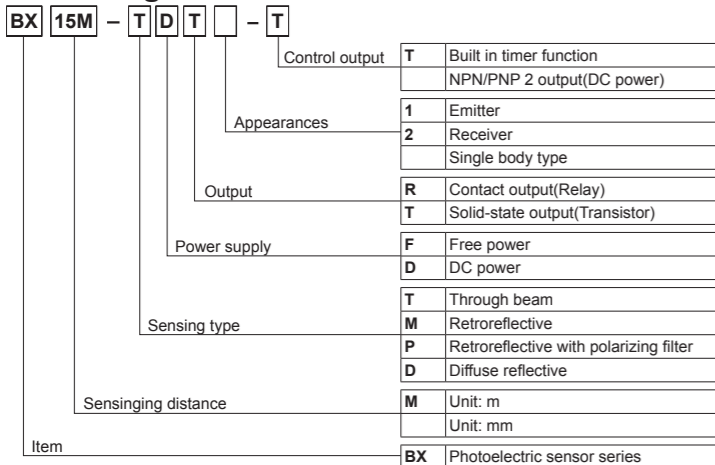 BX 15M – T D T – T
Control output T Built in timer function
NPN/PNP 2 output(DC power)
Appearances
1 Emitter
2 Receiver
Single body type
Output R Contact output(Relay)
T Solid-state output(Transistor)
Power supply F Free power
D DC power
Sensing type
T Through beam
M Retroreflective
P Retroreflective with polarizing filter
D Diffuse reflective
Sensinging distance M Unit: m
Unit: mm
Item BX Photoelectric sensor series